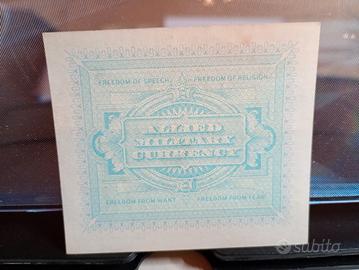 FREEDOM OF SPEECH
FREEDOM OF RELIGION
ALLIED
MILITARY
CURRENCY
FREEDOM FROM WANT
FREEDOM FROM FEAR
subito